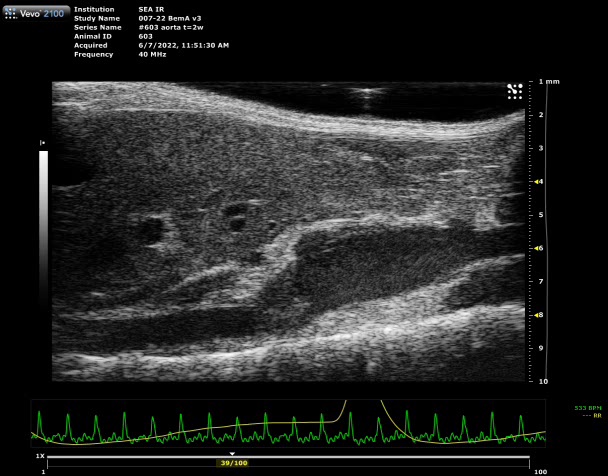 Vevo 2100
Institution SEA IR
Study Name 007-22 BemA v3
Series Name #603 aorta t=2w
Animal ID 603
Acquired 6/7/2022, 11:51:30 AM
Frequency 40 MHz
1 mm
2
3
4
5
6
7
8
9
10
533 BPM
--- RR
1X
39/100
1
100